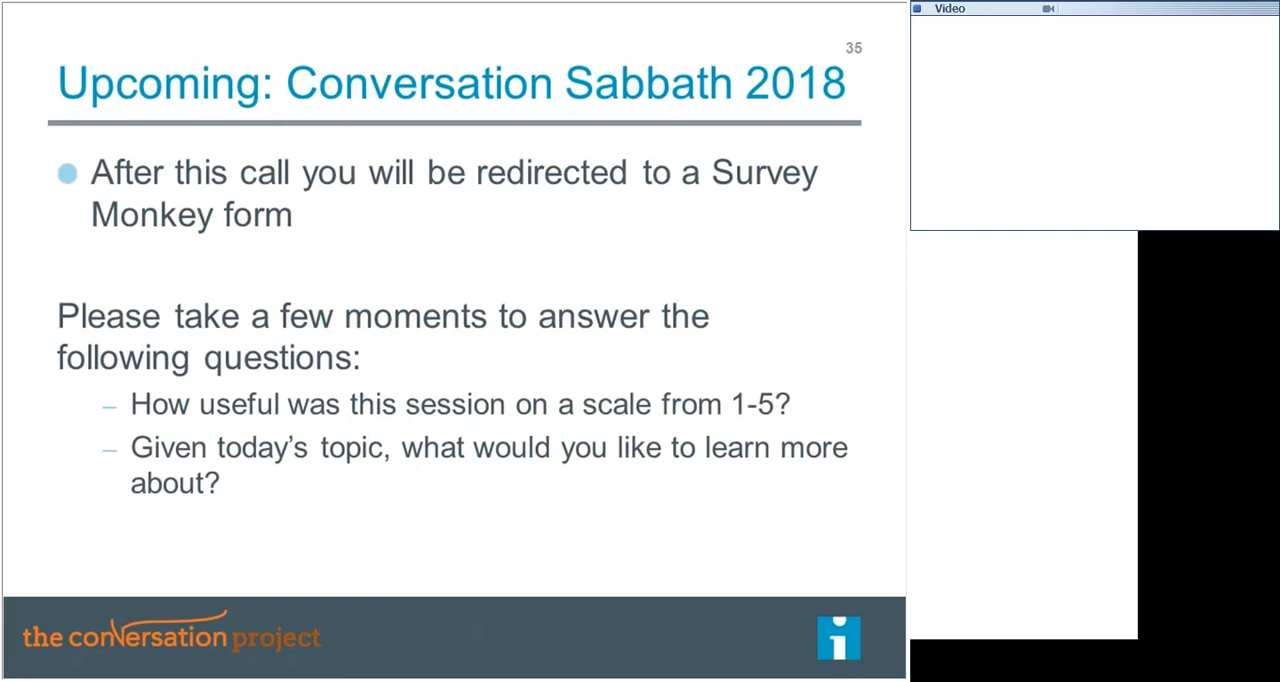 35
Upcoming: Conversation Sabbath 2018
After this call you will be redirected to a Survey
Monkey form
Please take a few moments to answer the
following questions:
– How useful was this session on a scale from 1-5?
– Given today's topic, what would you like to learn more
about?
the conversation project
i
Video